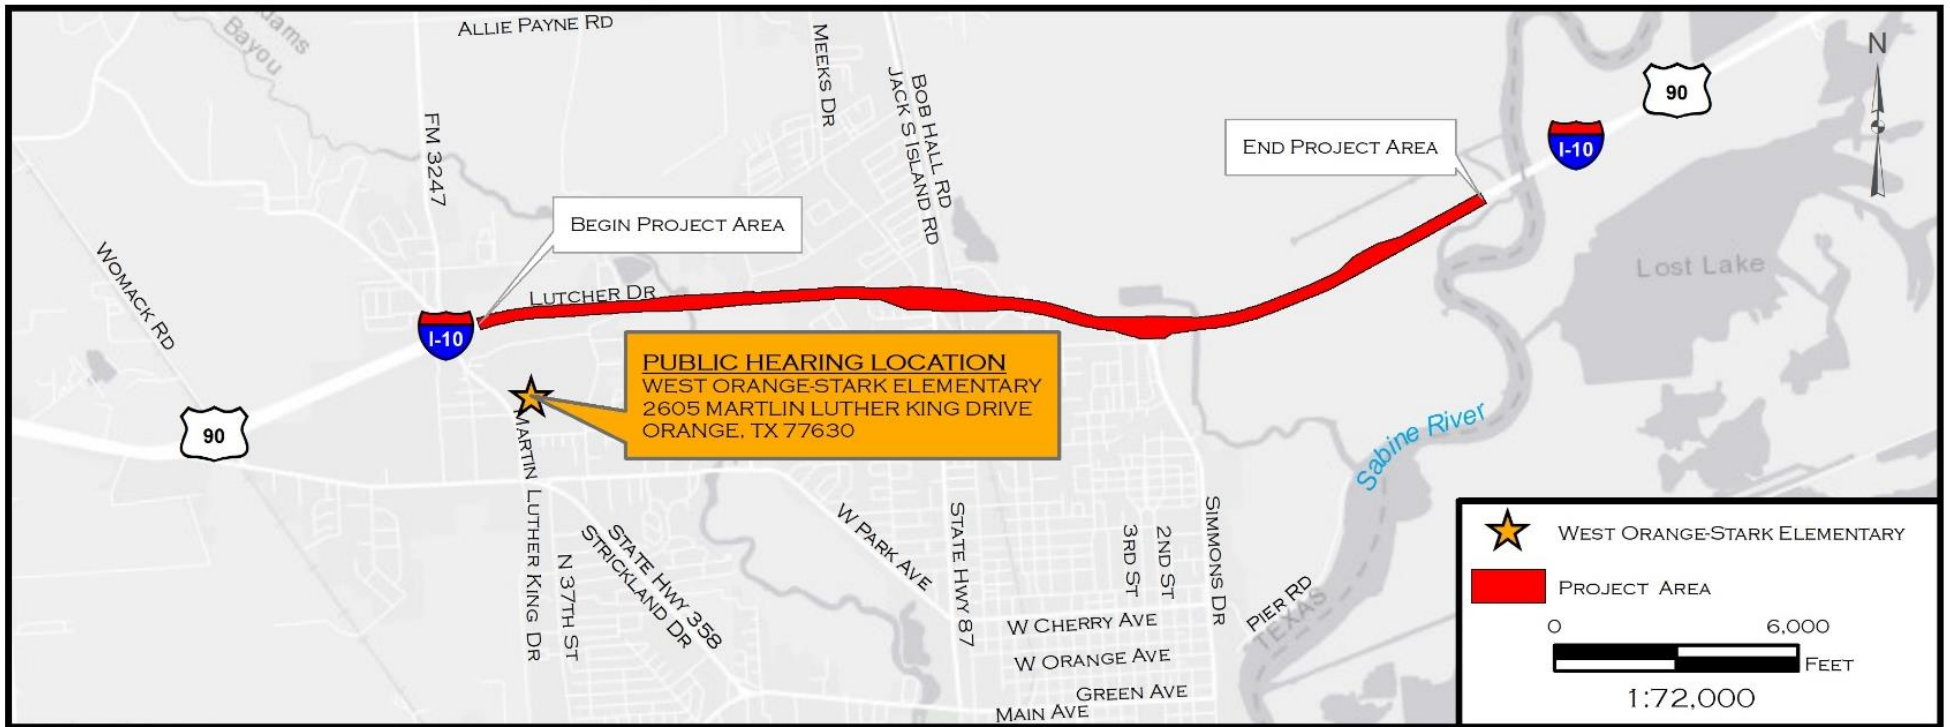 Adams
Bayou
ALLIE PAYNE RD
MEEKS DR
BOB HALL RD
JACK S ISLAND RD
FM 3247
N
90
I-10
END PROJECT AREA
BEGIN PROJECT AREA
WOMACK RD
LUTCHER DR
Lost Lake
I-10
90
PUBLIC HEARING LOCATION
WEST ORANGE-STARK ELEMENTARY
2605 MARTLIN LUTHER KING DRIVE
ORANGE, TX 77630
MARTIN LUTHER KING DR
N 37TH ST
STATE HWY 358
STRICKLAND DR
W PARK AVE
STATE HWY 87
3RD ST
2ND ST
SIMMONS DR
Sabine River
PIER RD
TEXAS
W CHERRY AVE
W ORANGE AVE
GREEN AVE
MAIN AVE
WEST ORANGE-STARK ELEMENTARY
PROJECT AREA
0 6,000
FEET
1:72,000